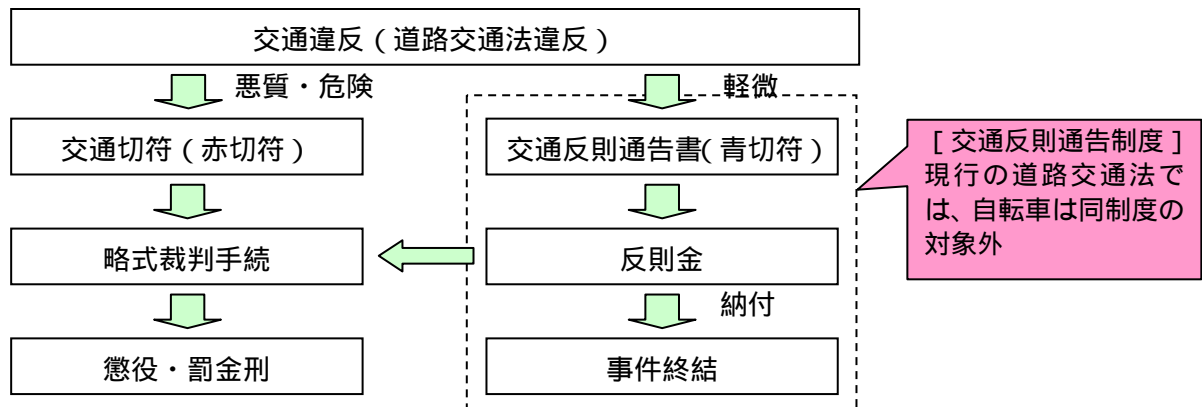 交通違反(道路交通法違反)
悪質・危険
軽微
交通切符(赤切符)
交通反則通告書(青切符)
[交通反則通告制度]
現行の道路交通法で
は、自転車は同制度の
対象外
略式裁判手続
反則金
納付
懲役・罰金刑
事件終結